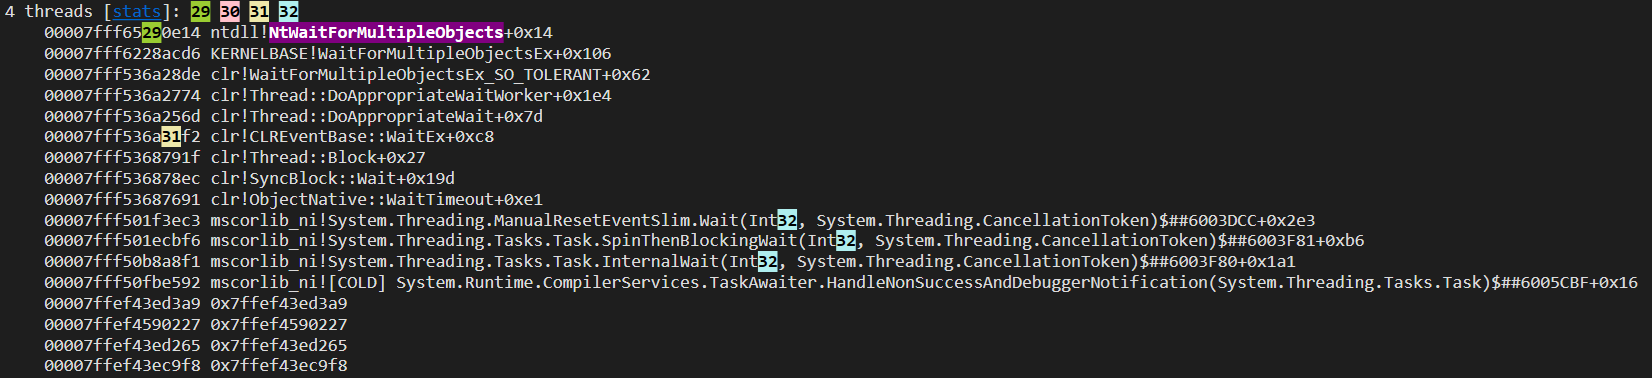 4 threads [stats]: 29 30 31 32
00007fff65290e14 ntdll!NtWaitForMultipleObjects+0x14
00007fff6228acd6 KERNELBASE!WaitForMultipleObjectsEx+0x106
00007fff536a28de clr!WaitForMultipleObjectsEx_SO_TOLERANT+0x62
00007fff536a2774 clr!Thread::DoAppropriateWaitWorker+0x1e4
00007fff536a256d clr!Thread::DoAppropriateWait+0x7d
00007fff536a31f2 clr!CLREventBase::WaitEx+0xc8
00007fff5368791f clr!Thread::Block+0x27
00007fff536878ec clr!SyncBlock::Wait+0x19d
00007fff53687691 clr!ObjectNative::WaitTimeout+0xe1
00007fff501f3ec3 mscorlib_ni!System.Threading.ManualResetEventSlim.Wait(Int32, System.Threading.CancellationToken)$##6003DCC+0x2e3
00007fff501ecbf6 mscorlib_ni!System.Threading.Tasks.Task.SpinThenBlockingWait(Int32, System.Threading.CancellationToken)$##6003F81+0xb6
00007fff50b8a8f1 mscorlib_ni!System.Threading.Tasks.Task.InternalWait(Int32, System.Threading.CancellationToken)$##6003F80+0x1a1
00007fff50fbe592 mscorlib_ni![COLD] System.Runtime.CompilerServices.TaskAwaiter.HandleNonSuccessAndDebuggerNotification(System.Threading.Tasks.Task)$##6005CBF+0x16
00007ffef43ed3a9 0x7ffef43ed3a9
00007ffef4590227 0x7ffef4590227
00007ffef43ed265 0x7ffef43ed265
00007ffef43ec9f8 0x7ffef43ec9f8